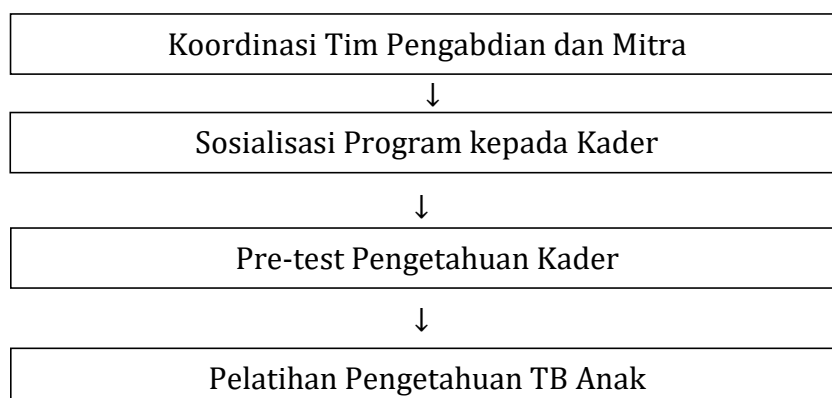 Koordinasi Tim Pengabdian dan Mitra
↓
Sosialisasi Program kepada Kader
↓
Pre-test Pengetahuan Kader
↓
Pelatihan Pengetahuan TB Anak